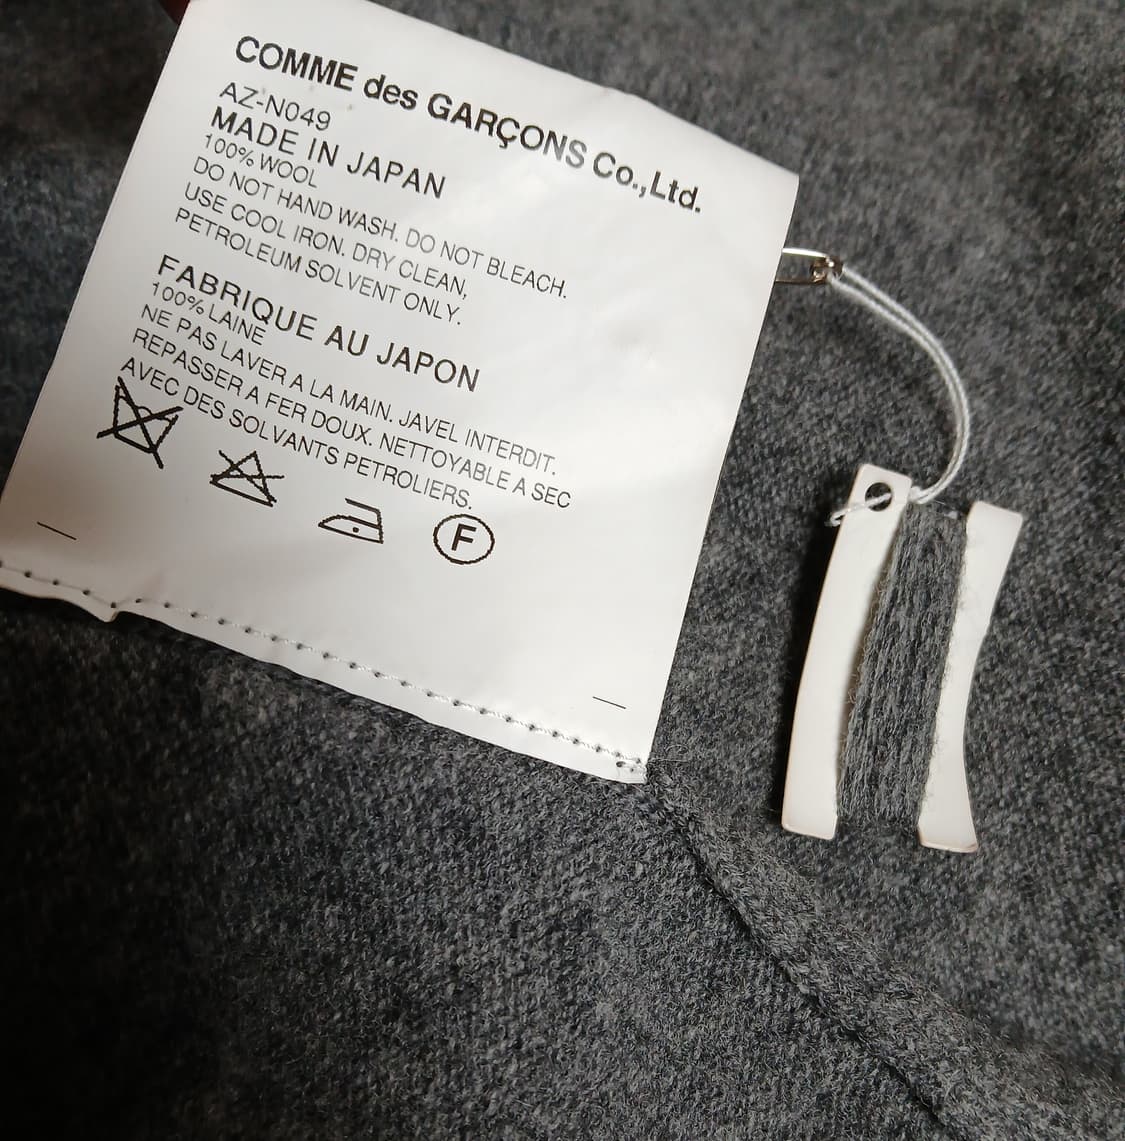 COMME des GARÇONS Co.,Ltd.
AZ-N049
MADE IN JAPAN
100% WOOL
DO NOT HAND WASH. DO NOT BLEACH.
USE COOL IRON. DRY CLEAN,
PETROLEUM SOLVENT ONLY.
FABRIQUE AU JAPON
100% LAINE
NE PAS LAVER A LA MAIN. JAVEL INTERDIT.
REPASSER A FER DOUX. NETTOYABLE A SEC
AVEC DES SOLVANTS PETROLIERS.
F